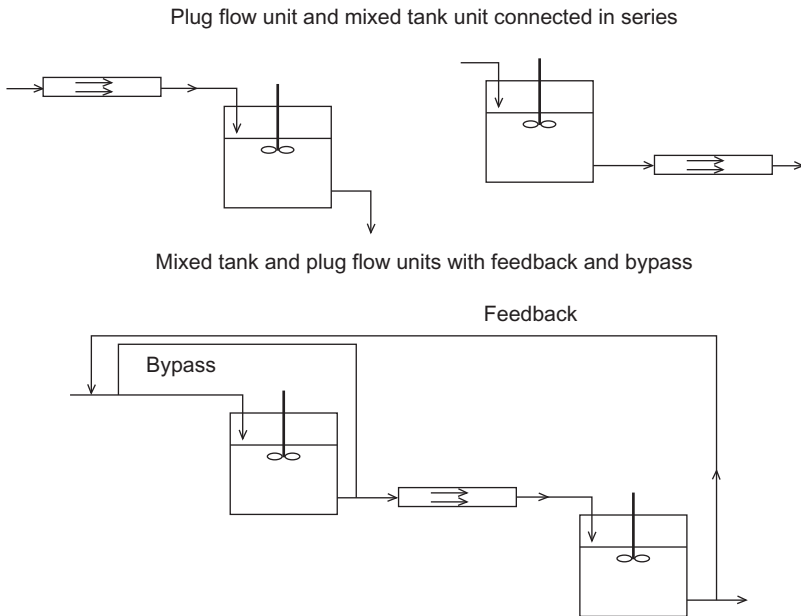 Plug flow unit and mixed tank unit connected in series
Mixed tank and plug flow units with feedback and bypass
Feedback
Bypass